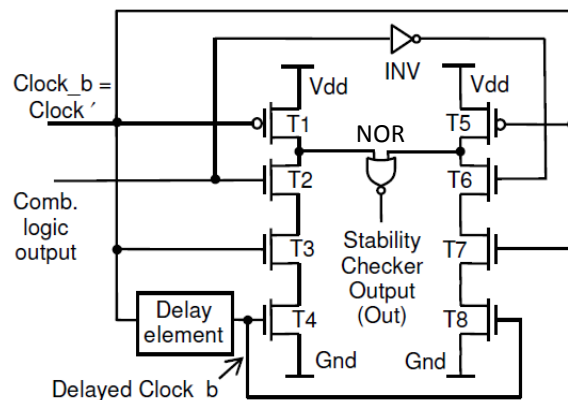 Clock_b =
Clock ′
INV
Vdd
Vdd
T1
NOR
T5
T2
T6
Comb.
logic
output
Stability
Checker
Output
(Out)
T3
T7
Delay
element
T4
T8
Gnd
Gnd
Delayed Clock b